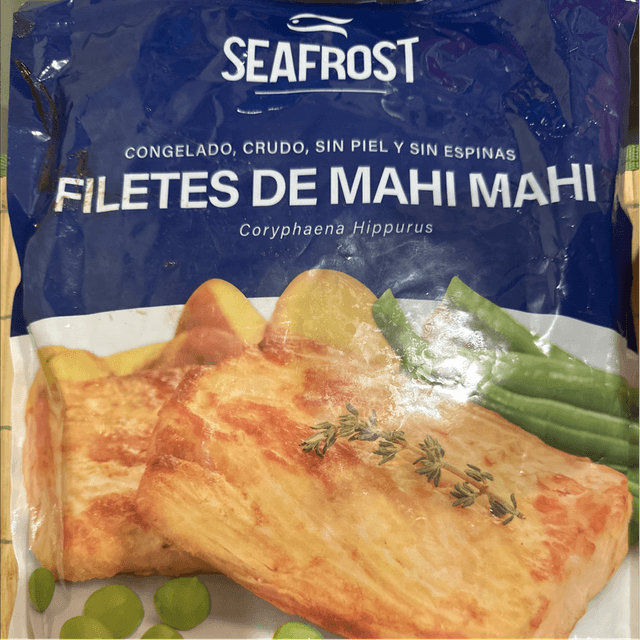 SEAFROST
CONGELADO, CRUDO, SIN PIEL Y SIN ESPINAS
FILETES DE MAHI MAHI
Coryphaena Hippurus